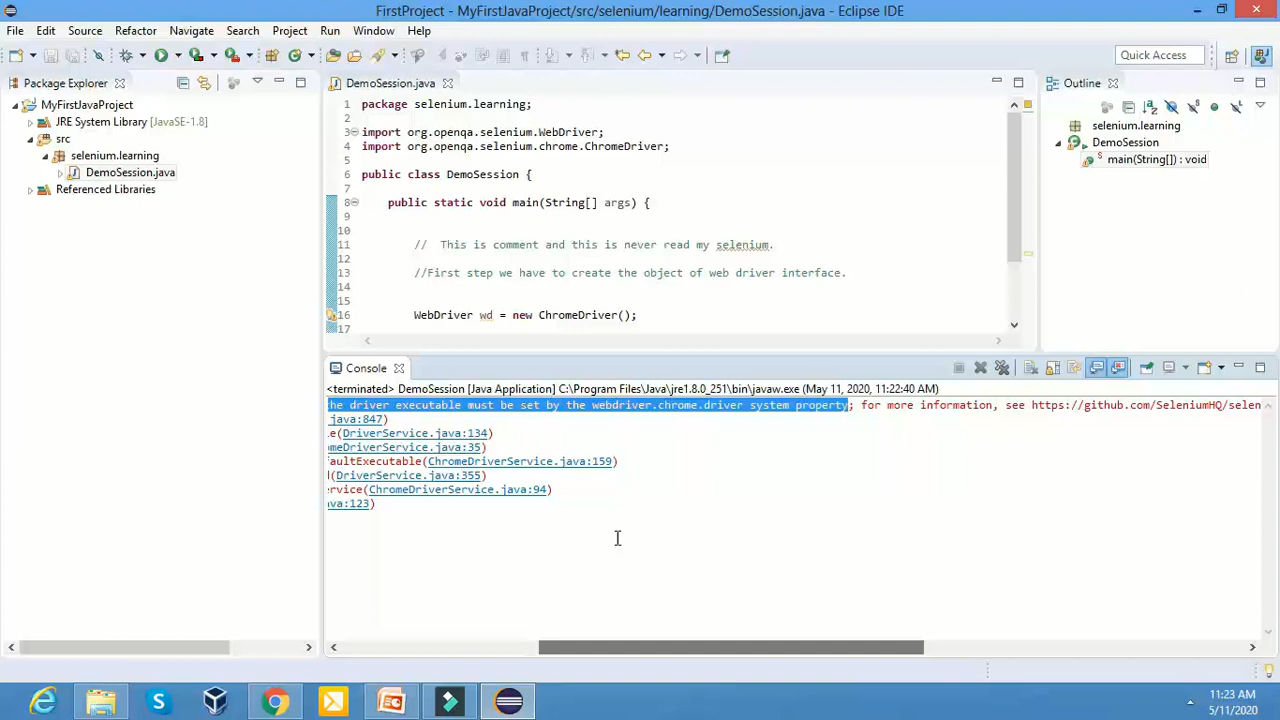 FirstProject - MyFirstJavaProject/src/selenium/learning/DemoSession.java - Eclipse IDE
File Edit Source Refactor Navigate Search Project Run Window Help
Quick Access
Package Explorer
MyFirstJavaProject
JRE System Library [JavaSE-1.8]
src
selenium.learning
DemoSession.java
Referenced Libraries
DemoSession.java
1 package selenium.learning;
2
3 import org.openqa.selenium.WebDriver;
4 import org.openqa.selenium.chrome.ChromeDriver;
5
6 public class DemoSession {
7
8 public static void main(String[] args) {
9
10
11 // This is comment and this is never read my selenium.
12
13 //First step we have to create the object of web driver interface.
14
15
16 WebDriver wd = new ChromeDriver();
17
Outline
selenium.learning
DemoSession
main(String[]) : void
Console
<terminated> DemoSession [Java Application] C:\Program Files\Java\jre1.8.0_251\bin\javaw.exe (May 11, 2020, 11:22:40 AM)
the driver executable must be set by the webdriver.chrome.driver system property; for more information, see https://github.com/SeleniumHQ/selen
java:847)
le(DriverService.java:134)
omeDriverService.java:35)
faultExecutable(ChromeDriverService.java:159)
d(DriverService.java:355)
ervice(ChromeDriverService.java:94)
ava:123)
11:23 AM
5/11/2020